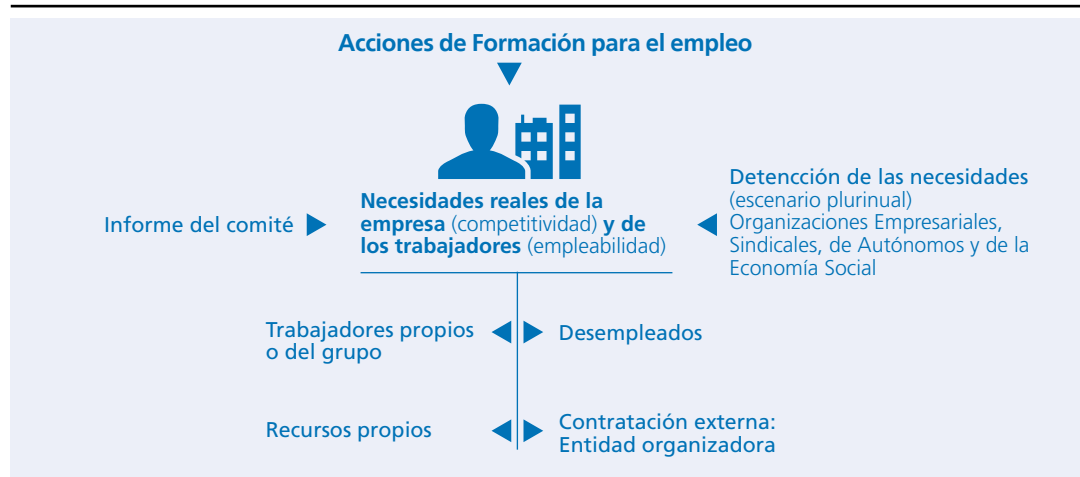 Acciones de Formación para el empleo
Informe del comité
Necesidades reales de la
empresa (competitividad) y de
los trabajadores (empleabilidad)
Detencción de las necesidades
(escenario plurinual)
Organizaciones Empresariales,
Sindicales, de Autónomos y de la
Economía Social
Trabajadores propios
o del grupo
Desempleados
Recursos propios
Contratación externa:
Entidad organizadora